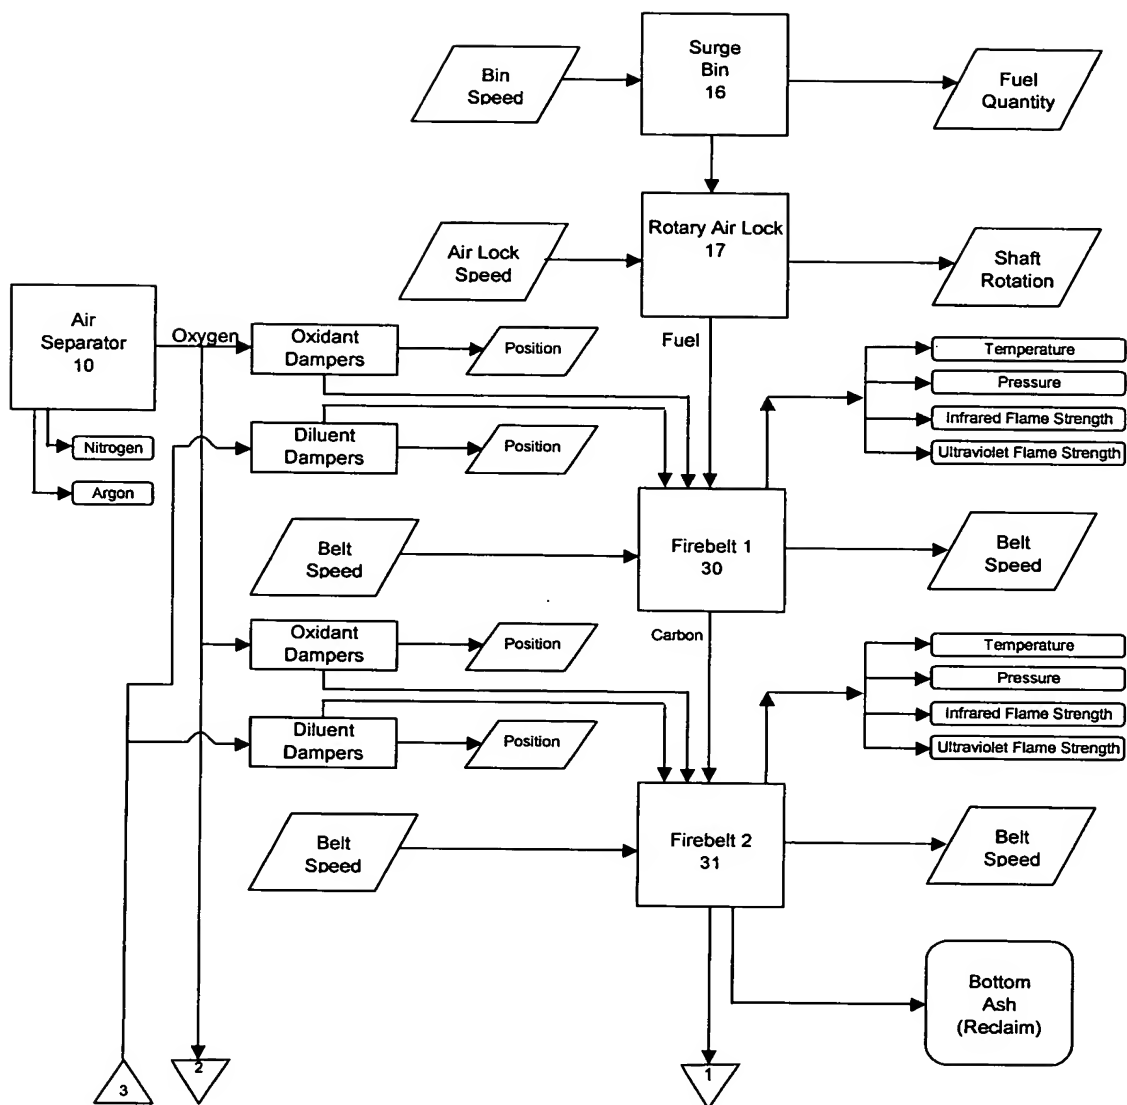 Bin
Speed
Surge
Bin
16
Fuel
Quantity
Air Lock
Speed
Rotary Air Lock
17
Shaft
Rotation
Air
Separator
10
Oxygen
Oxidant
Dampers
Position
Fuel
Temperature
Pressure
Infrared Flame Strength
Ultraviolet Flame Strength
Nitrogen
Argon
Diluent
Dampers
Position
Belt
Speed
Firebelt 1
30
Belt
Speed
Oxidant
Dampers
Position
Carbon
Temperature
Pressure
Infrared Flame Strength
Ultraviolet Flame Strength
Diluent
Dampers
Position
Belt
Speed
Firebelt 2
31
Belt
Speed
Bottom
Ash
(Reclaim)
3
2
1